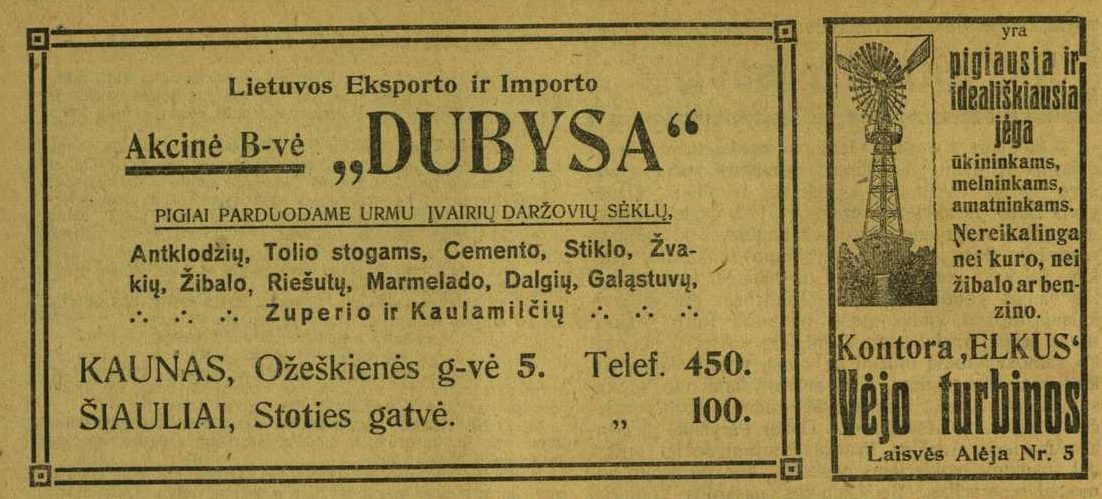 Lietuvos Eksporto ir Importo
Akcinė B-vė „DUBYSA“
PIGIAI PARDUODAME URMU ĮVAIRIŲ DARŽOVIŲ SĖKLŲ,
Antklodžių, Tolio stogams, Cemento, Stiklo, Žva-
kių, Žibalo, Riešutų, Marmelado, Dalgių, Galąstuvų,
∴ ∴ ∴ Zuperio ir Kaulamilčių ∴ ∴ ∴
KAUNAS, Ožeškienės g-vė 5. Telef. 450.
ŠIAULIAI, Stoties gatvė. „ 100.
yra
pigiausia ir
ideališkiausia
jėga
ūkininkams,
melninkams,
amatninkams.
Nereikalinga
nei kuro, nei
žibalo ar ben-
zino.
Kontora ‚ELKUS‘
Vėjo turbinos
Laisvės Alėja Nr. 5